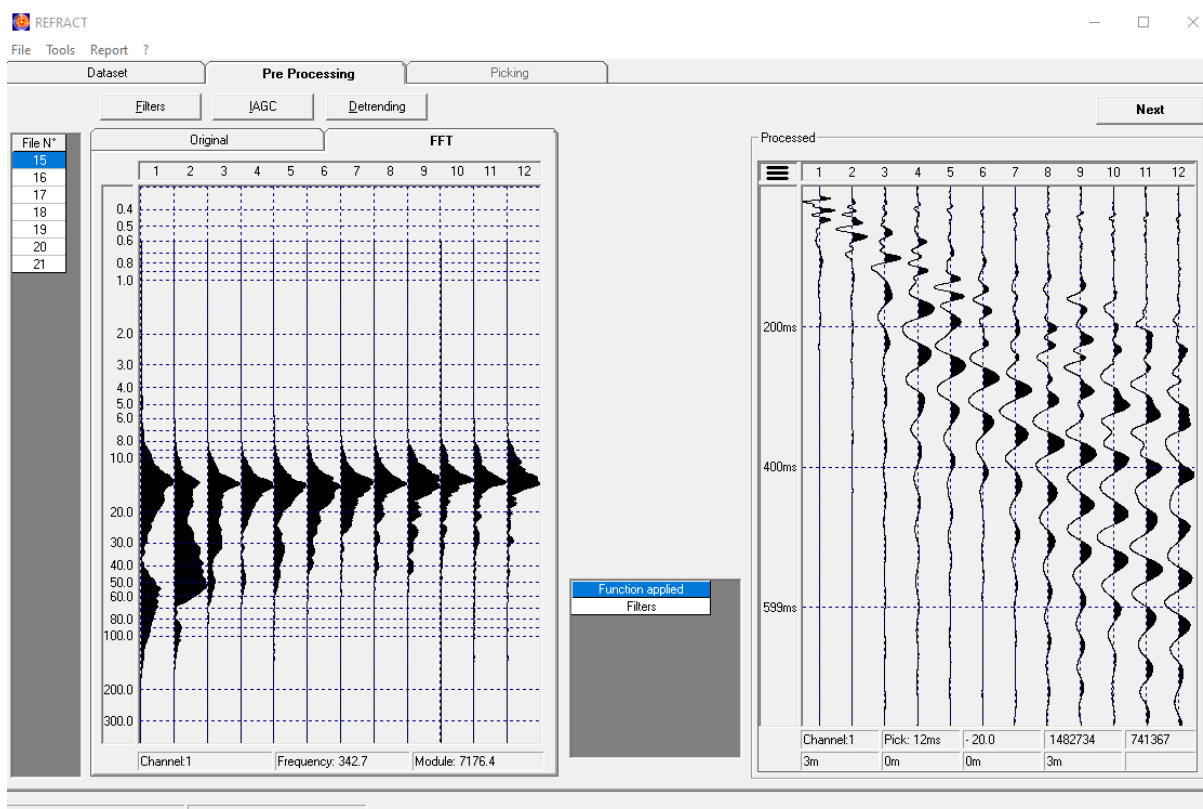 REFRACT
File Tools Report ?
Dataset Pre Processing Picking
Filters IAGC Detrending
Next
File N°
15
16
17
18
19
20
21
Original FFT
1 2 3 4 5 6 7 8 9 10 11 12
0.4
0.5
0.6
0.8
1.0
2.0
3.0
4.0
5.0
6.0
8.0
10.0
20.0
30.0
40.0
50.0
60.0
80.0
100.0
200.0
300.0
Channel:1 Frequency: 342.7 Module: 7176.4
Function applied
Filters
Processed
1 2 3 4 5 6 7 8 9 10 11 12
200ms
400ms
599ms
Channel:1 Pick: 12ms - 20.0 1482734 741367
3m 0m 0m 3m